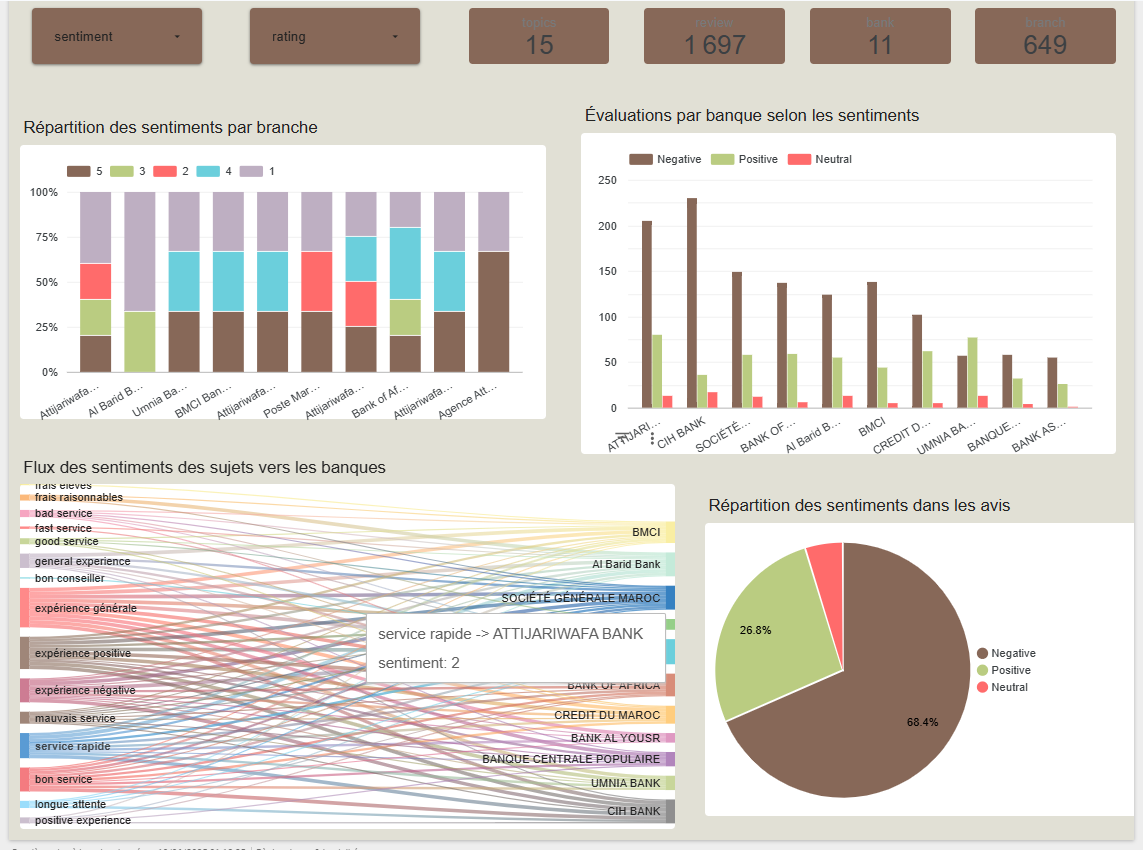 sentiment
rating
topics
15
review
1 697
bank
11
branch
649
Répartition des sentiments par branche
5 3 2 4 1
100%
75%
50%
25%
0%
Attijariwafa…
Al Barid B…
Umnia Ba…
BMCI Ban…
Attijariwafa…
Poste Mar…
Attijariwafa…
Bank of Af…
Attijariwafa…
Agence Att…
Évaluations par banque selon les sentiments
Negative Positive Neutral
250
200
150
100
50
0
ATTIJARI…
CIH BANK
SOCIÉTÉ…
BANK OF …
Al Barid B…
BMCI
CREDIT D…
UMNIA BA…
BANQUE…
BANK AS…
Flux des sentiments des sujets vers les banques
frais élevés
frais raisonnables
bad service
fast service
good service
general experience
bon conseiller
expérience générale
expérience positive
expérience négative
mauvais service
service rapide
bon service
longue attente
positive experience
BMCI
Al Barid Bank
SOCIÉTÉ GÉNÉRALE MAROC
service rapide -> ATTIJARIWAFA BANK
sentiment: 2
BANK OF AFRICA
CREDIT DU MAROC
BANK AL YOUSR
BANQUE CENTRALE POPULAIRE
UMNIA BANK
CIH BANK
Répartition des sentiments dans les avis
26.8%
68.4%
Negative
Positive
Neutral